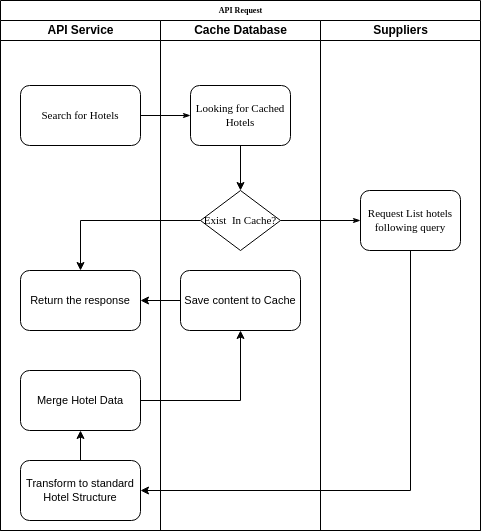 API Request
API Service
Cache Database
Suppliers
Search for Hotels
Looking for Cached
Hotels
Exist  In Cache?
Request List hotels
following query
Return the response
Save content to Cache
Merge Hotel Data
Transform to standard
Hotel Structure